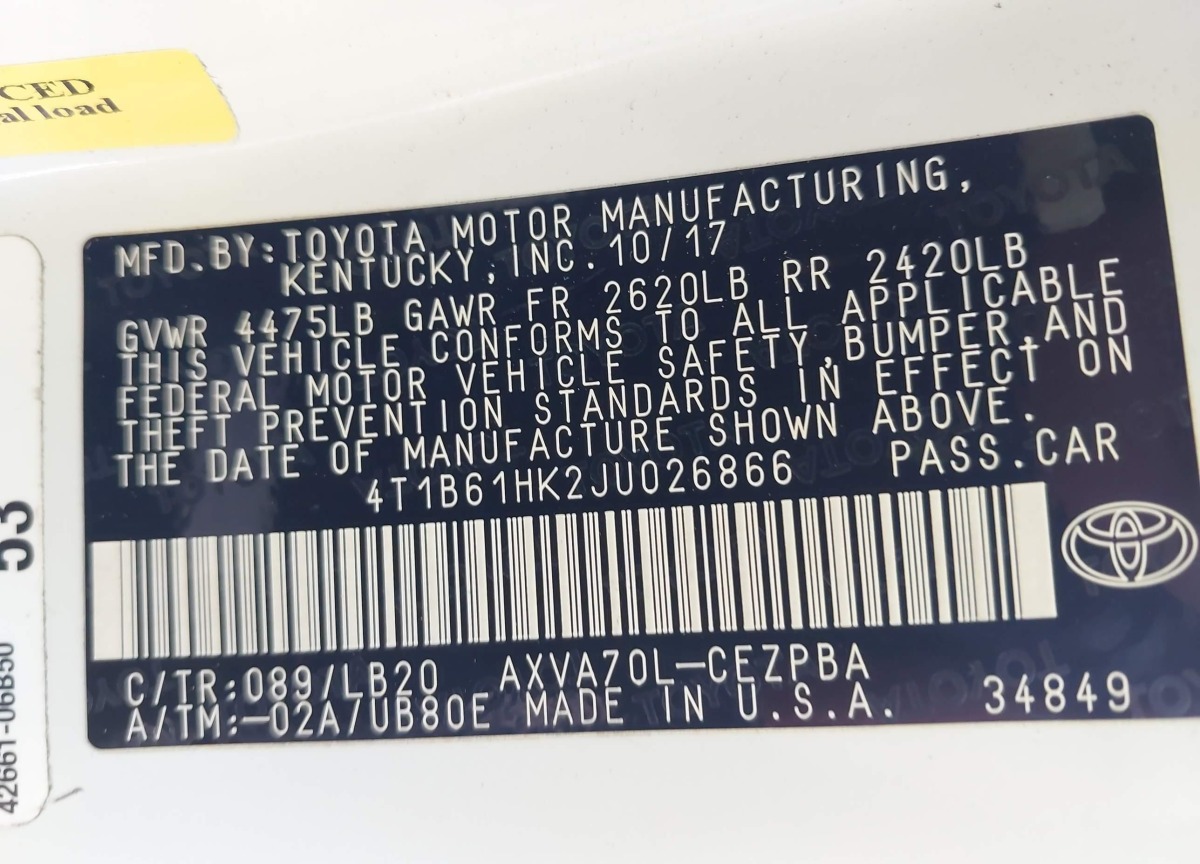 CED
al load
MFD.BY:TOYOTA MOTOR MANUFACTURING,
KENTUCKY,INC. 10/17
GVWR 4475LB GAWR FR 2620LB RR 2420LB
THIS VEHICLE CONFORMS TO ALL APPLICABLE
FEDERAL MOTOR VEHICLE SAFETY,BUMPER,AND
THEFT PREVENTION STANDARDS IN EFFECT ON
THE DATE OF MANUFACTURE SHOWN ABOVE.
4T1B61HK2JU026866 PASS.CAR
C/TR:089/LB20 AXVA70L-CEZPBA
A/TM:-02A/UB80E MADE IN U.S.A. 34849
53
42661-06B50